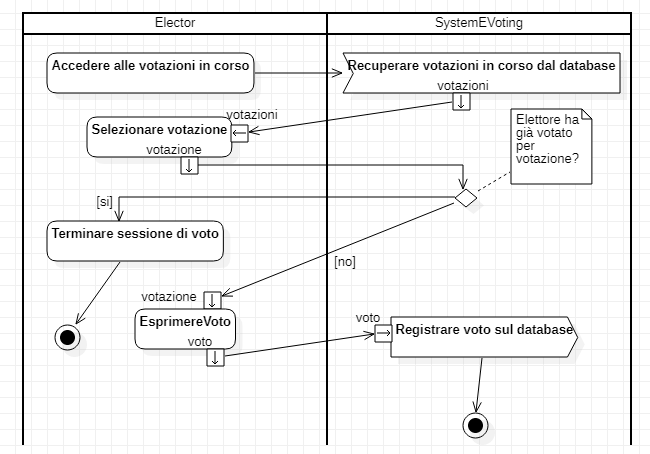 Elector
SystemEVoting
Accedere alle votazioni in corso
Recuperare votazioni in corso dal database
votazioni
votazioni
Selezionare votazione
votazione
Elettore ha
già votato
per
votazione?
[si]
Terminare sessione di voto
[no]
votazione
EsprimereVoto
voto
voto
Registrare voto sul database